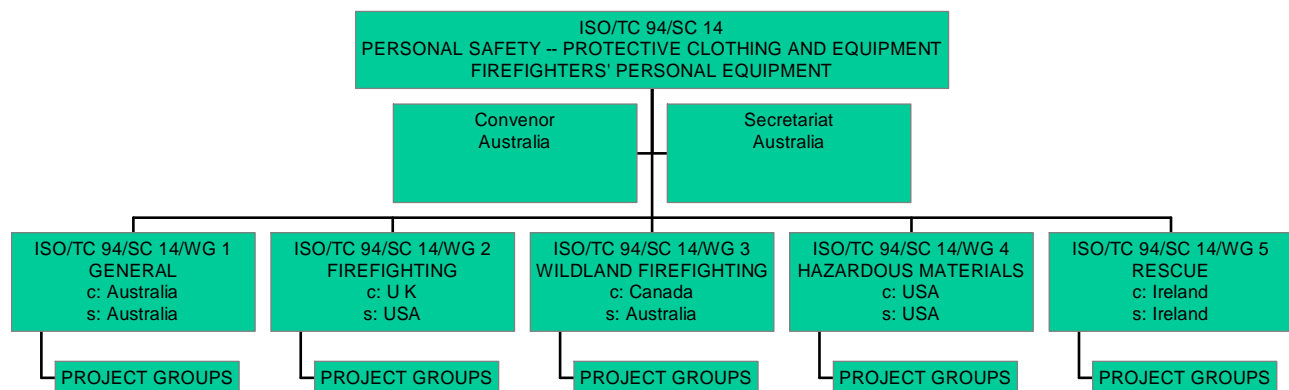 ISO/TC 94/SC 14
PERSONAL SAFETY -- PROTECTIVE CLOTHING AND EQUIPMENT
FIREFIGHTERS' PERSONAL EQUIPMENT
Convenor
Australia
Secretariat
Australia
ISO/TC 94/SC 14/WG 1
GENERAL
c: Australia
s: Australia
ISO/TC 94/SC 14/WG 2
FIREFIGHTING
c: U K
s: USA
ISO/TC 94/SC 14/WG 3
WILDLAND FIREFIGHTING
c: Canada
s: Australia
ISO/TC 94/SC 14/WG 4
HAZARDOUS MATERIALS
c: USA
s: USA
ISO/TC 94/SC 14/WG 5
RESCUE
c: Ireland
s: Ireland
PROJECT GROUPS
PROJECT GROUPS
PROJECT GROUPS
PROJECT GROUPS
PROJECT GROUPS